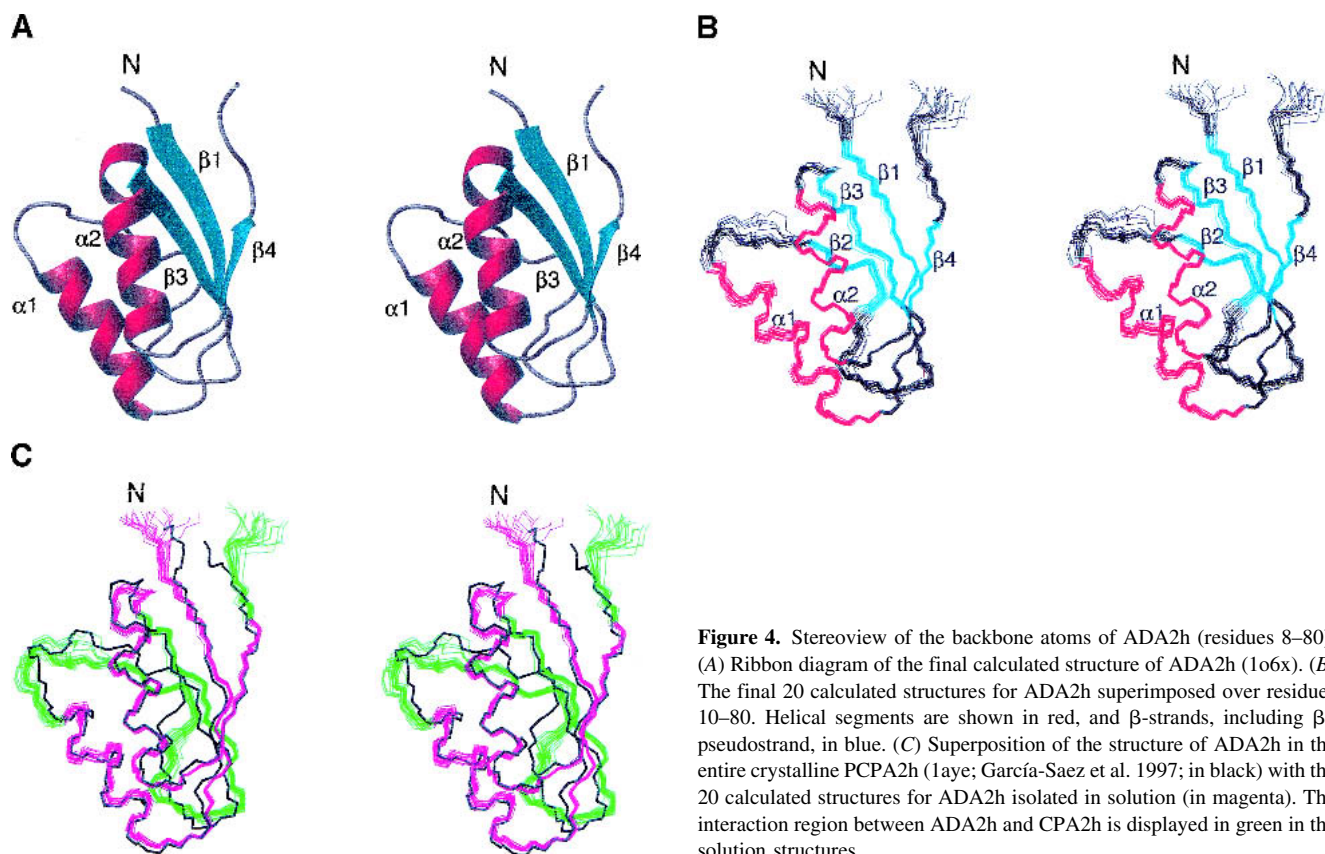 A
B
N
N
N
N
β1
β1
β1
β1
β3
β3
α2
β4
α2
β4
β2
β2
β3
β3
β4
β4
α1
α1
α2
α2
α1
α1
C
N
N
Figure 4. Stereoview of the backbone atoms of ADA2h (residues 8–80)
(A) Ribbon diagram of the final calculated structure of ADA2h (1o6x). (B
The final 20 calculated structures for ADA2h superimposed over residue
10–80. Helical segments are shown in red, and β-strands, including β
pseudostrand, in blue. (C) Superposition of the structure of ADA2h in th
entire crystalline PCPA2h (1aye; García-Saez et al. 1997; in black) with th
20 calculated structures for ADA2h isolated in solution (in magenta). Th
interaction region between ADA2h and CPA2h is displayed in green in th
solution structures